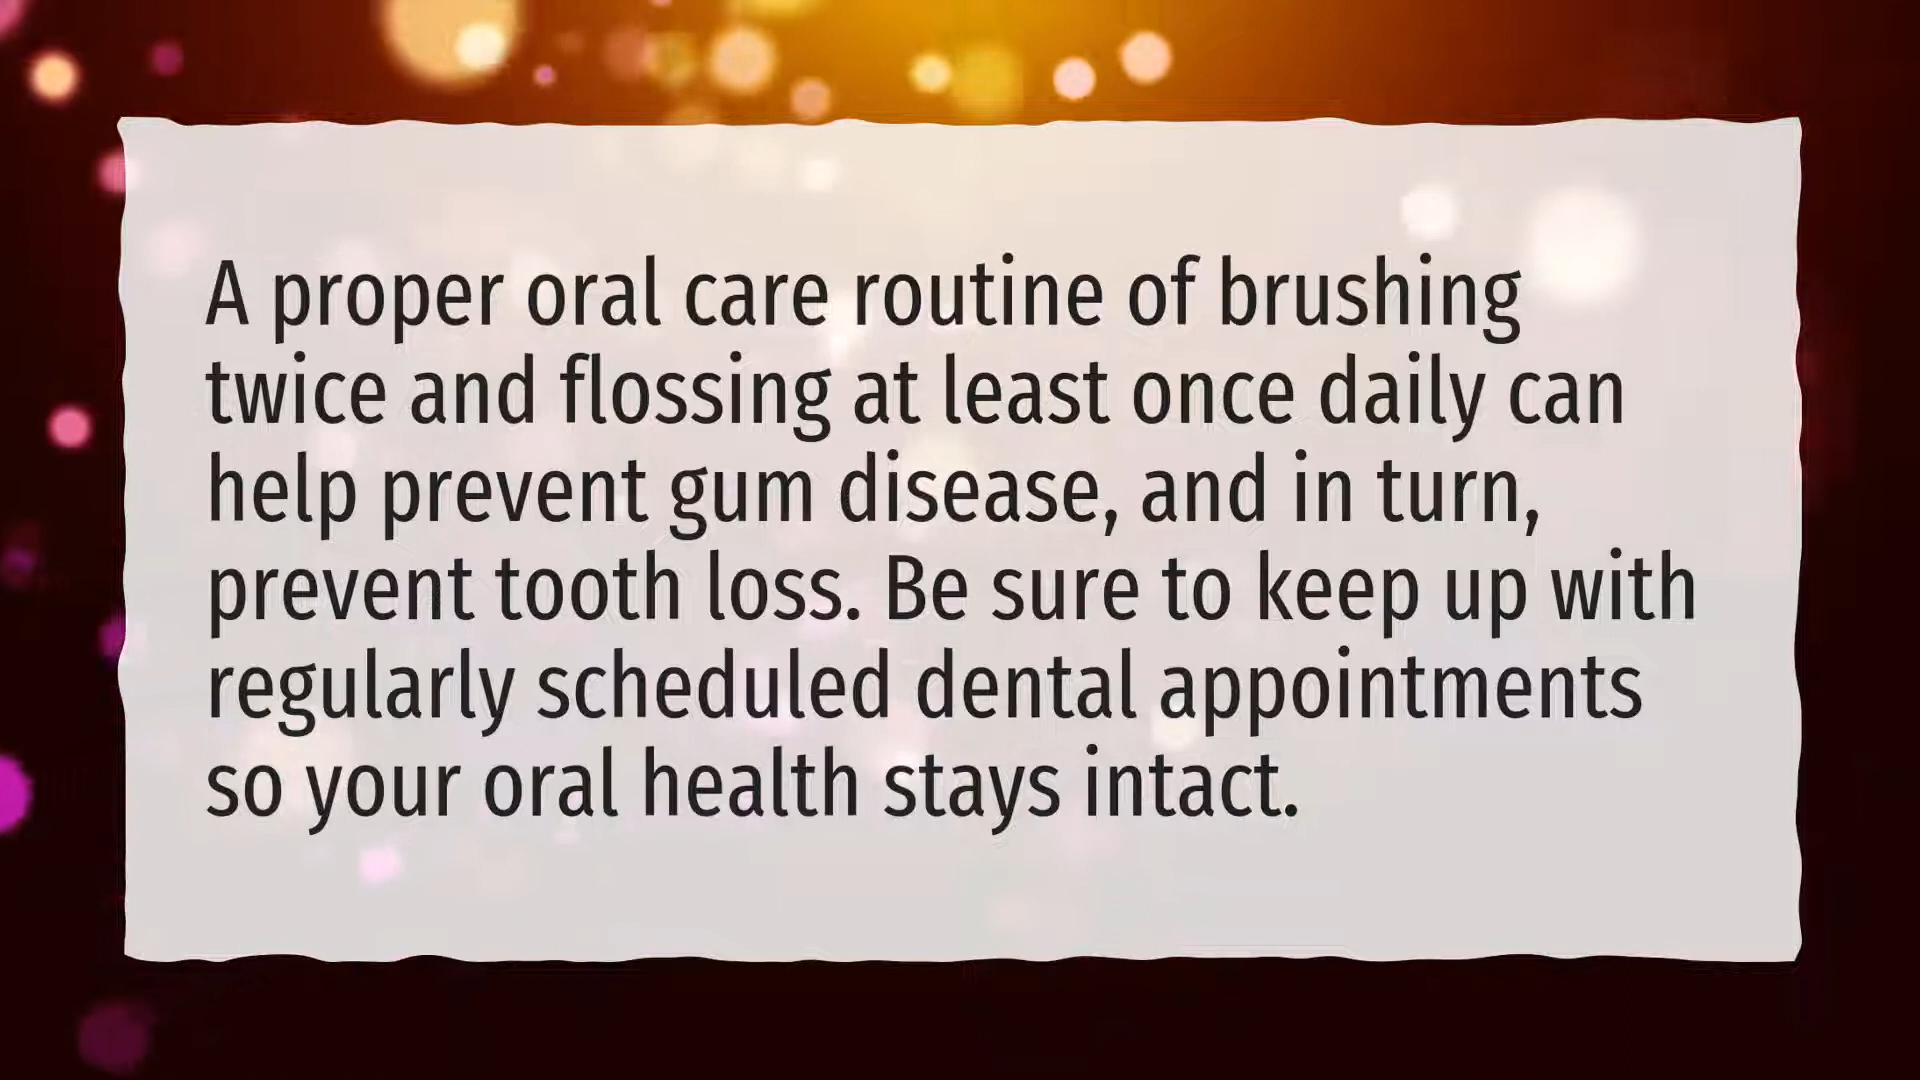 A proper oral care routine of brushing
twice and flossing at least once daily can
help prevent gum disease, and in turn,
prevent tooth loss. Be sure to keep up with
regularly scheduled dental appointments
so your oral health stays intact.